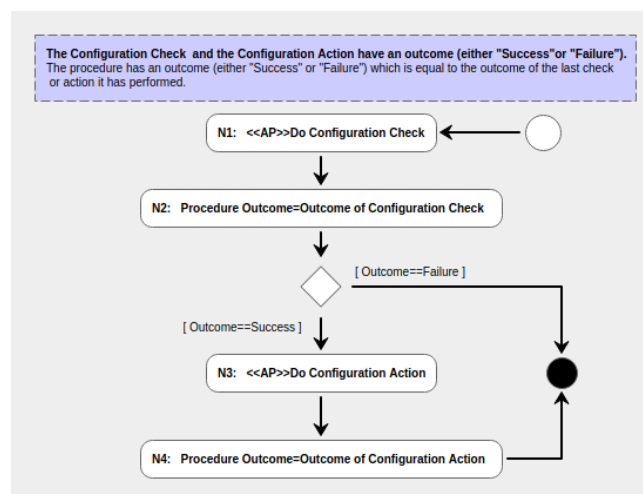 The Configuration Check and the Configuration Action have an outcome (either "Success"or "Failure").
The procedure has an outcome (either "Success" or "Failure") which is equal to the outcome of the last check
or action it has performed.
N1: <<AP>>Do Configuration Check
N2: Procedure Outcome=Outcome of Configuration Check
[ Outcome==Failure ]
[ Outcome==Success ]
N3: <<AP>>Do Configuration Action
N4: Procedure Outcome=Outcome of Configuration Action